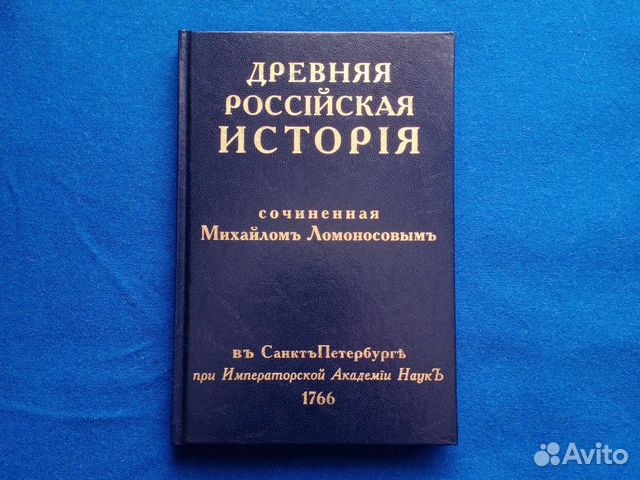 ДРЕВНЯЯ
РОССІЙСКАЯ
ИСТОРІЯ
сочиненная
Михайломъ Ломоносовымъ
въ СанктъПетербургѣ
при Императорской Академіи НаукЪ
1766
Avito